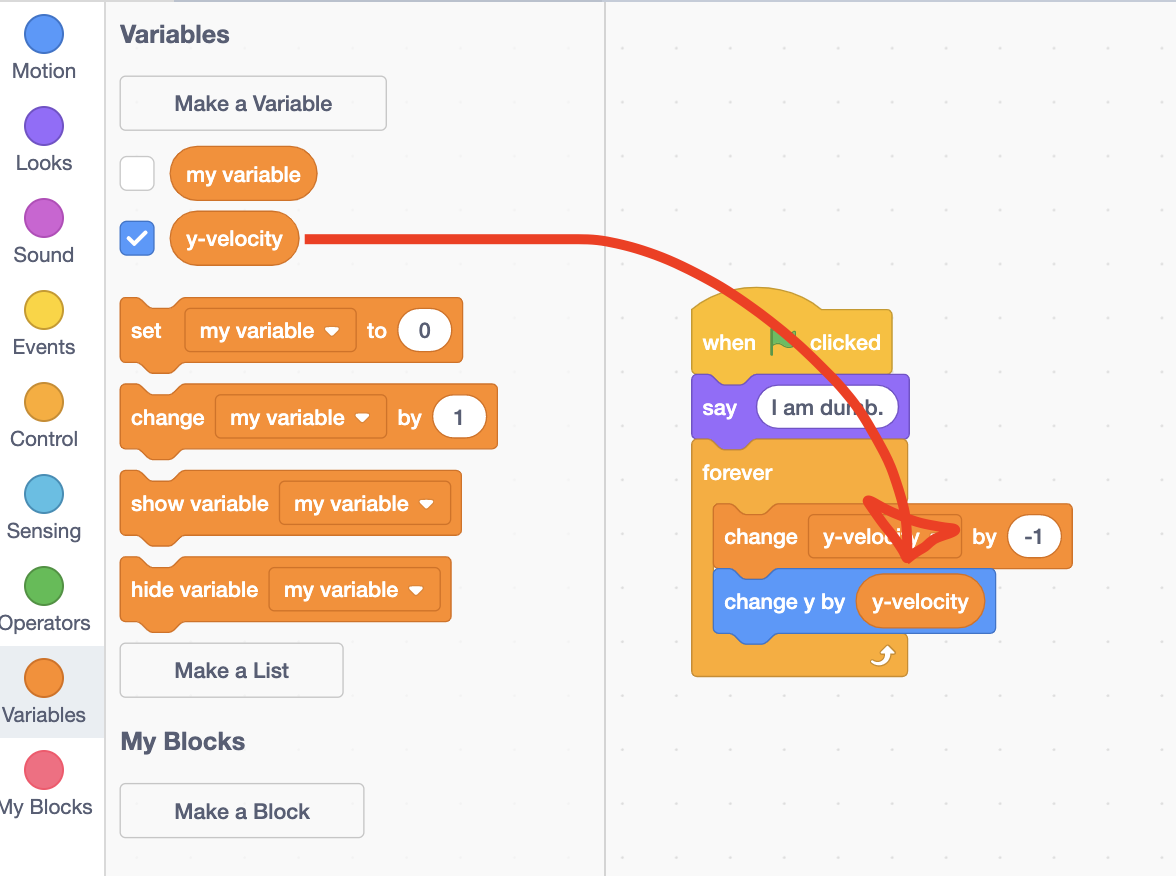 Motion
Looks
Sound
Events
Control
Sensing
Operators
Variables
My Blocks
Variables
Make a Variable
my variable
y-velocity
set my variable to 0
change my variable by 1
show variable my variable
hide variable my variable
Make a List
My Blocks
Make a Block
when clicked
say I am dumb.
forever
change y-velocity by -1
change y by y-velocity